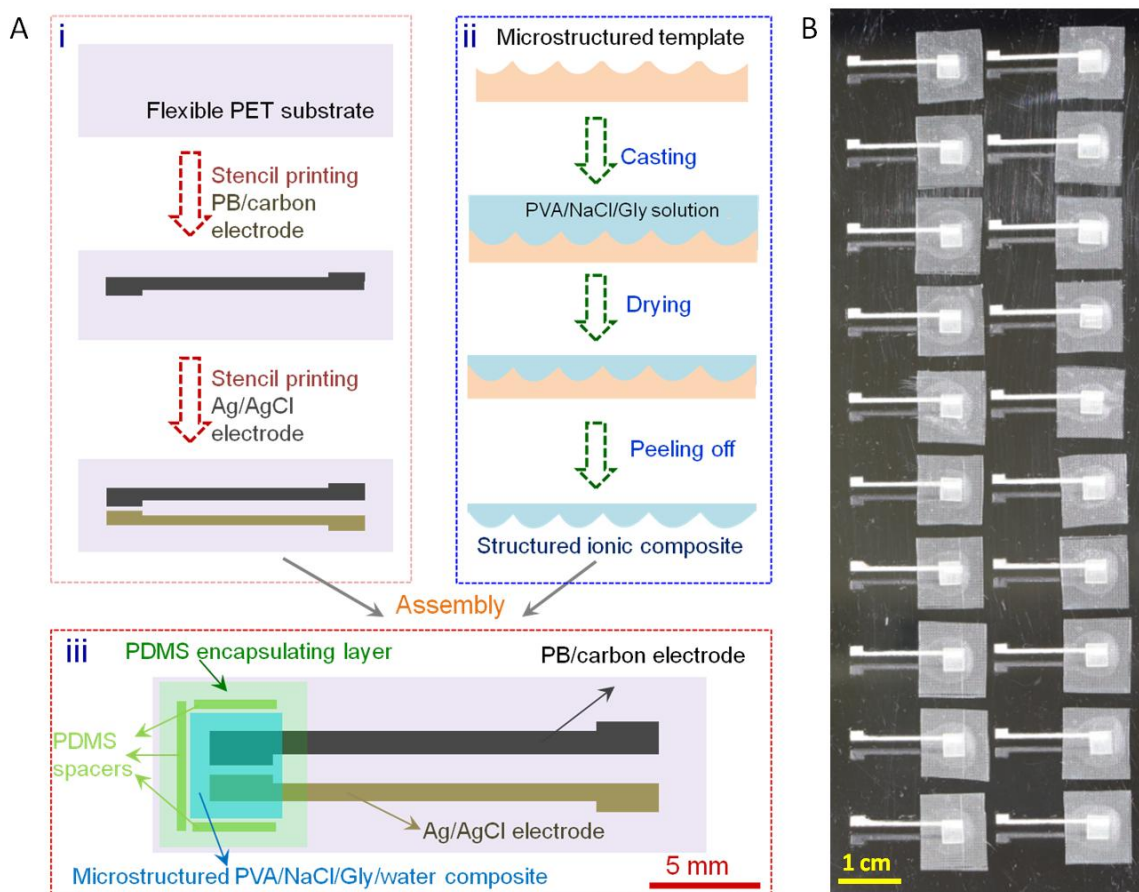 A
i
Flexible PET substrate
Stencil printing
PB/carbon
electrode
Stencil printing
Ag/AgCl
electrode
ii
Microstructured template
Casting
PVA/NaCl/Gly solution
Drying
Peeling off
Structured ionic composite
Assembly
iii
PDMS encapsulating layer
PB/carbon electrode
PDMS
spacers
Ag/AgCl electrode
Microstructured PVA/NaCl/Gly/water composite
5 mm
B
1 cm